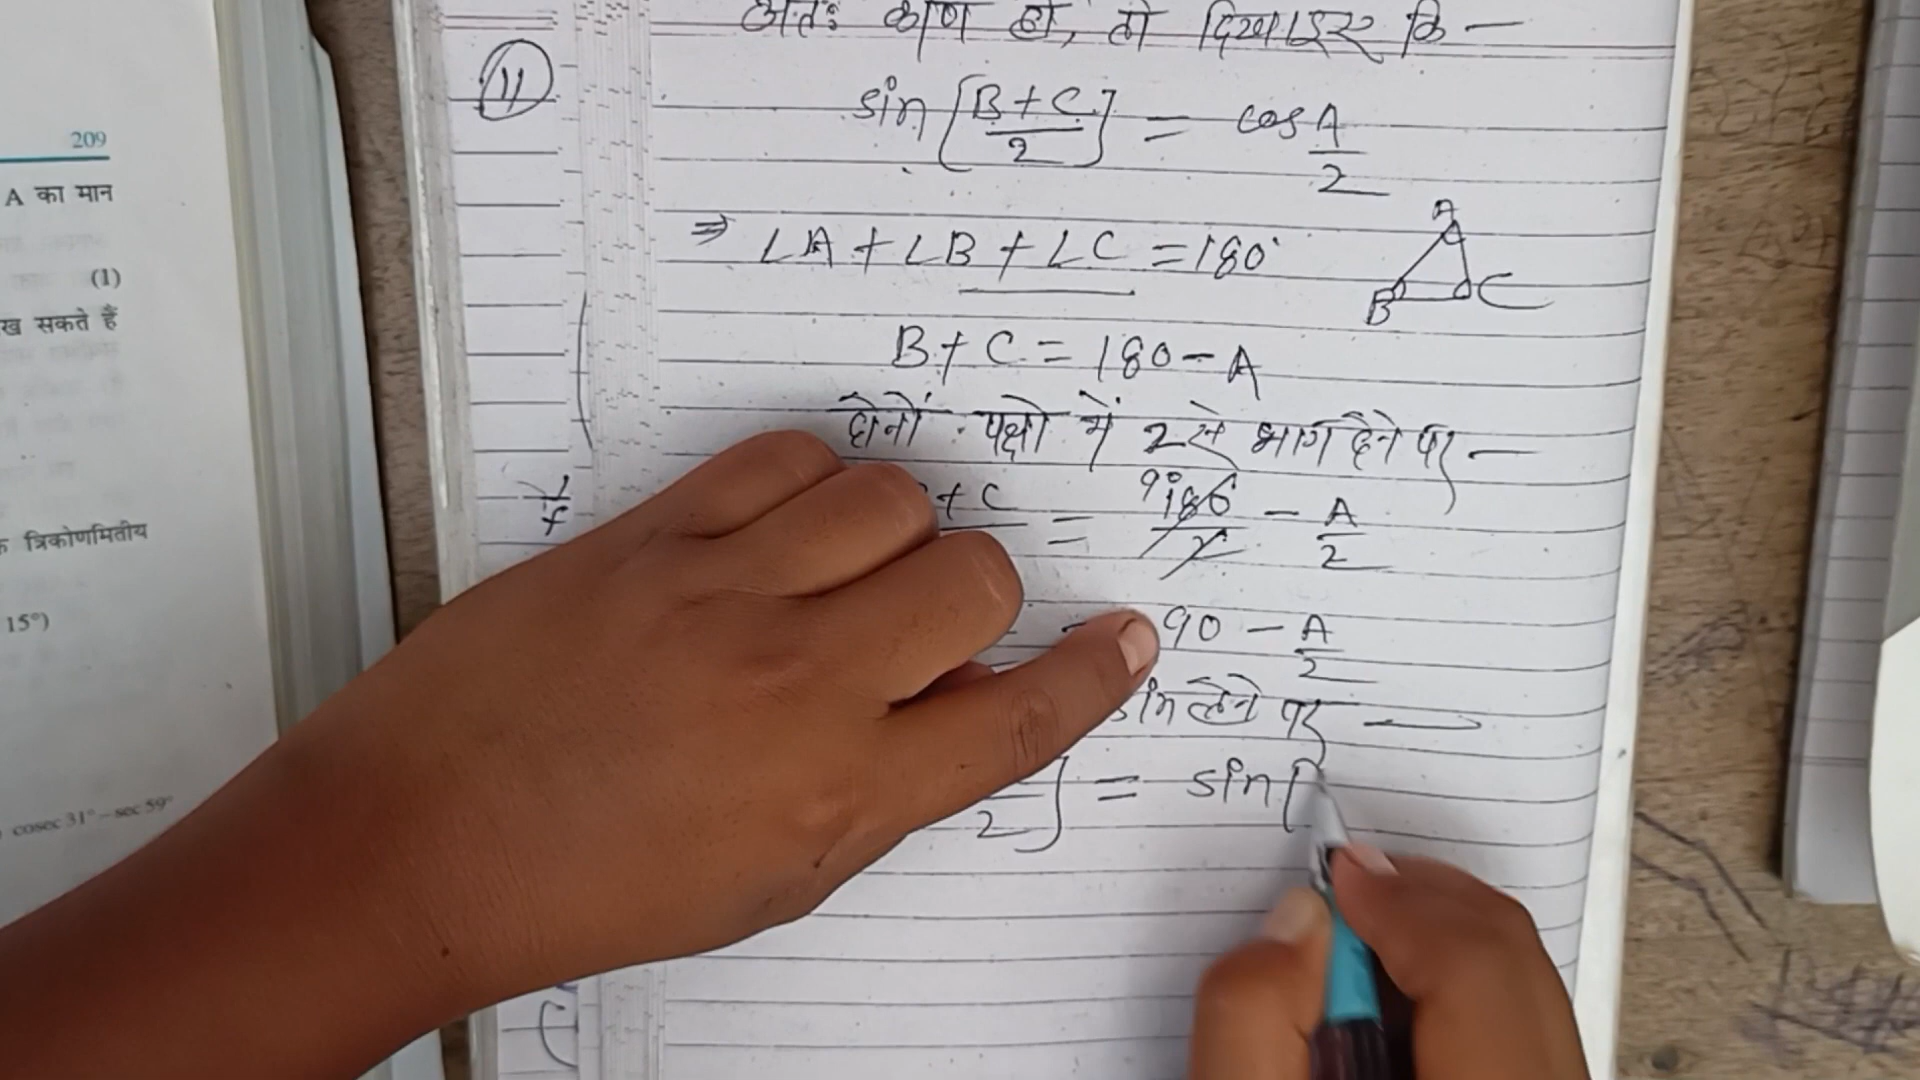 209
A का मान
(1)
ख सकते हैं
त्रिकोणमितीय
15°)
cosec 31° – sec 59°
अतः कोण हो, तो दिखाइए कि –
11
sin [B + C / 2] = cos A/2
⇒ ∠A + ∠B + ∠C = 180°
A
B C
B + C = 180 – A
दोनों पक्षो में 2 से भाग देने पर –
+ C = 90 180/2 – A/2
90 – A/2
sin लेने पर —
2] = sin [